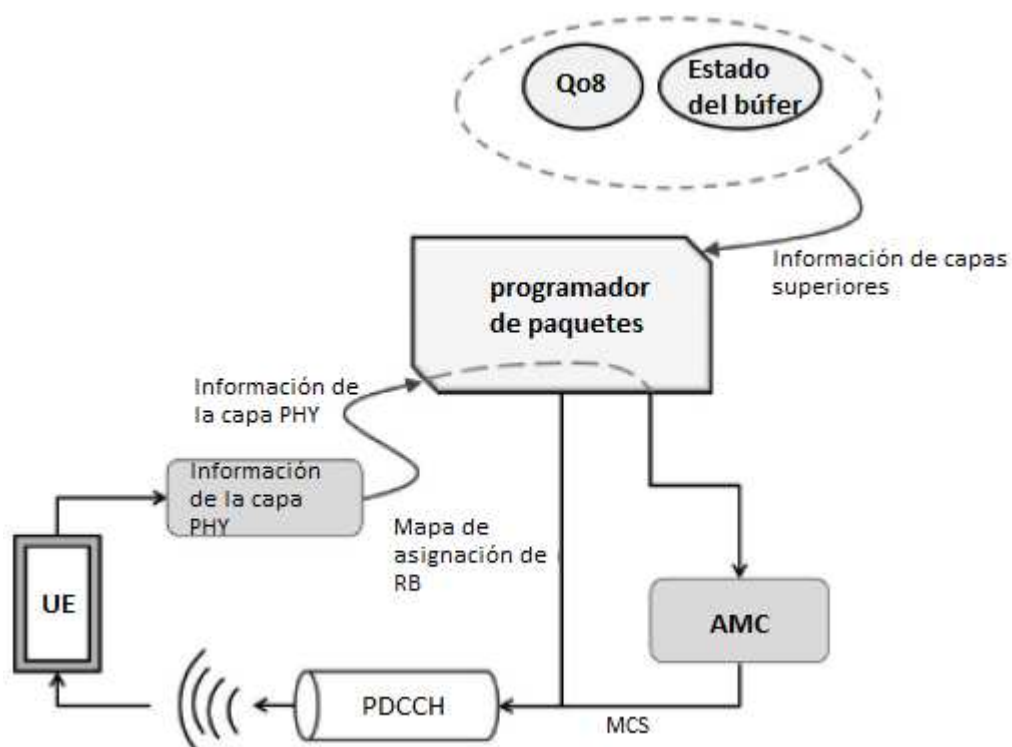 Qo8
Estado
del búfer
Información de capas
superiores
programador
de paquetes
Información de
la capa PHY
Información
de la capa
PHY
Mapa de
asignación de
RB
UE
AMC
PDCCH
MCS